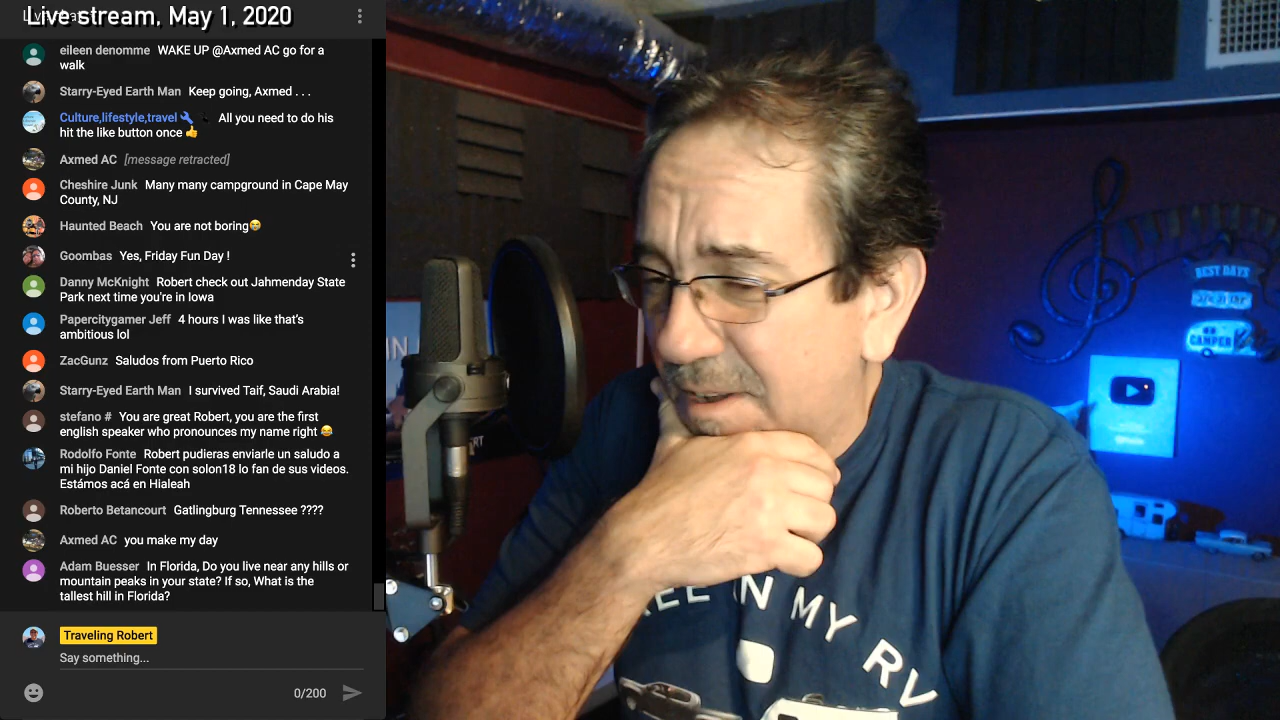 Live stream. May 1, 2020
eileen denomme WAKE UP @Axmed AC go for a
walk
Starry-Eyed Earth Man Keep going, Axmed . . .
Culture,lifestyle,travel All you need to do his
hit the like button once 👍
Axmed AC [message retracted]
Cheshire Junk Many many campground in Cape May
County, NJ
Haunted Beach You are not boring😂
Goombas Yes, Friday Fun Day !
Danny McKnight Robert check out Jahmenday State
Park next time you're in Iowa
Papercitygamer Jeff 4 hours I was like that's
ambitious lol
ZacGunz Saludos from Puerto Rico
Starry-Eyed Earth Man I survived Taif, Saudi Arabia!
stefano # You are great Robert, you are the first
english speaker who pronounces my name right 😂
Rodolfo Fonte Robert pudieras enviarle un saludo a
mi hijo Daniel Fonte con solon18 lo fan de sus videos.
Estámos acá en Hialeah
Roberto Betancourt Gatlingburg Tennessee ????
Axmed AC you make my day
Adam Buesser In Florida, Do you live near any hills or
mountain peaks in your state? If so, What is the
tallest hill in Florida?
Traveling Robert
Say something...
0/200
BEST DAYS
CAMPER
IN MY
RV